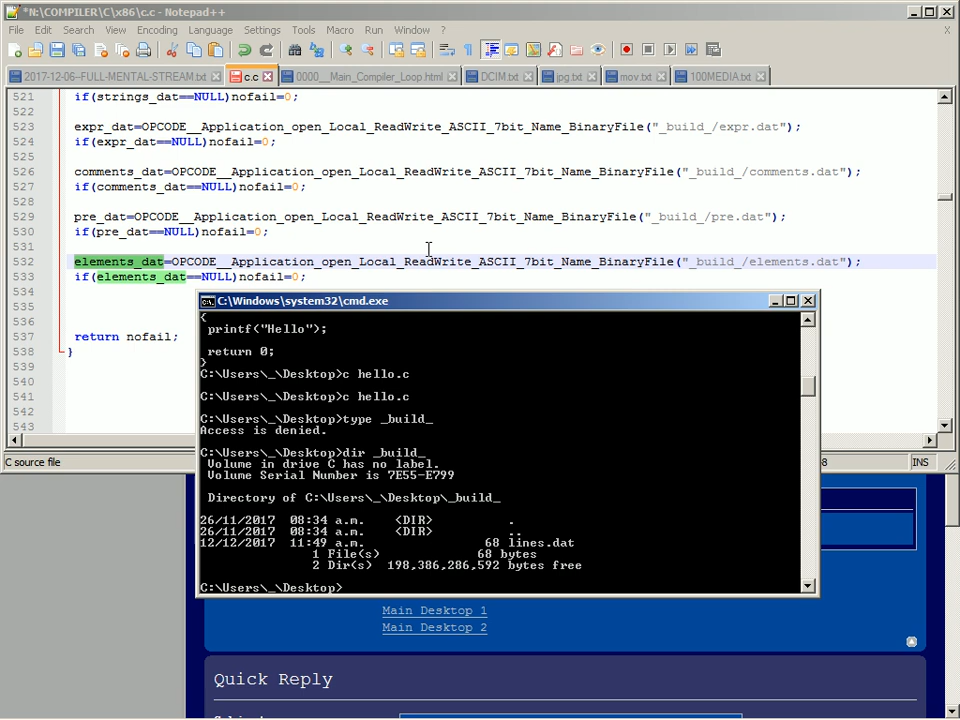 *N:\COMPILER\C\x86\c.c - Notepad++
File Edit Search View Encoding Language Settings Tools Macro Run Window ?
X
2017-12-06--FULL-MENTAL-STREAM.txt c.c 0000__Main_Compiler_Loop.html DCIM.txt jpg.txt mov.txt 100MEDIA.txt
521 if(strings_dat==NULL)nofail=0;
522
523 expr_dat=OPCODE__Application_open_Local_ReadWrite_ASCII_7bit_Name_BinaryFile("_build_/expr.dat");
524 if(expr_dat==NULL)nofail=0;
525
526 comments_dat=OPCODE__Application_open_Local_ReadWrite_ASCII_7bit_Name_BinaryFile("_build_/comments.dat");
527 if(comments_dat==NULL)nofail=0;
528
529 pre_dat=OPCODE__Application_open_Local_ReadWrite_ASCII_7bit_Name_BinaryFile("_build_/pre.dat");
530 if(pre_dat==NULL)nofail=0;
531
532 elements_dat=OPCODE__Application_open_Local_ReadWrite_ASCII_7bit_Name_BinaryFile("_build_/elements.dat");
533 if(elements_dat==NULL)nofail=0;
534
535
536
537 return nofail;
538 }
539
540
541
542
543
C source file
8
INS
C:\Windows\system32\cmd.exe
{
printf("Hello");
return 0;
}
C:\Users\_\Desktop>c hello.c
C:\Users\_\Desktop>c hello.c
C:\Users\_\Desktop>type _build_
Access is denied.
C:\Users\_\Desktop>dir _build_
Volume in drive C has no label.
Volume Serial Number is 7E55-E799
Directory of C:\Users\_\Desktop\_build_
26/11/2017 08:34 a.m. <DIR> .
26/11/2017 08:34 a.m. <DIR> ..
12/12/2017 11:49 a.m. 68 lines.dat
1 File(s) 68 bytes
2 Dir(s) 198,386,286,592 bytes free
C:\Users\_\Desktop>
Main Desktop 1
Main Desktop 2
Quick Reply